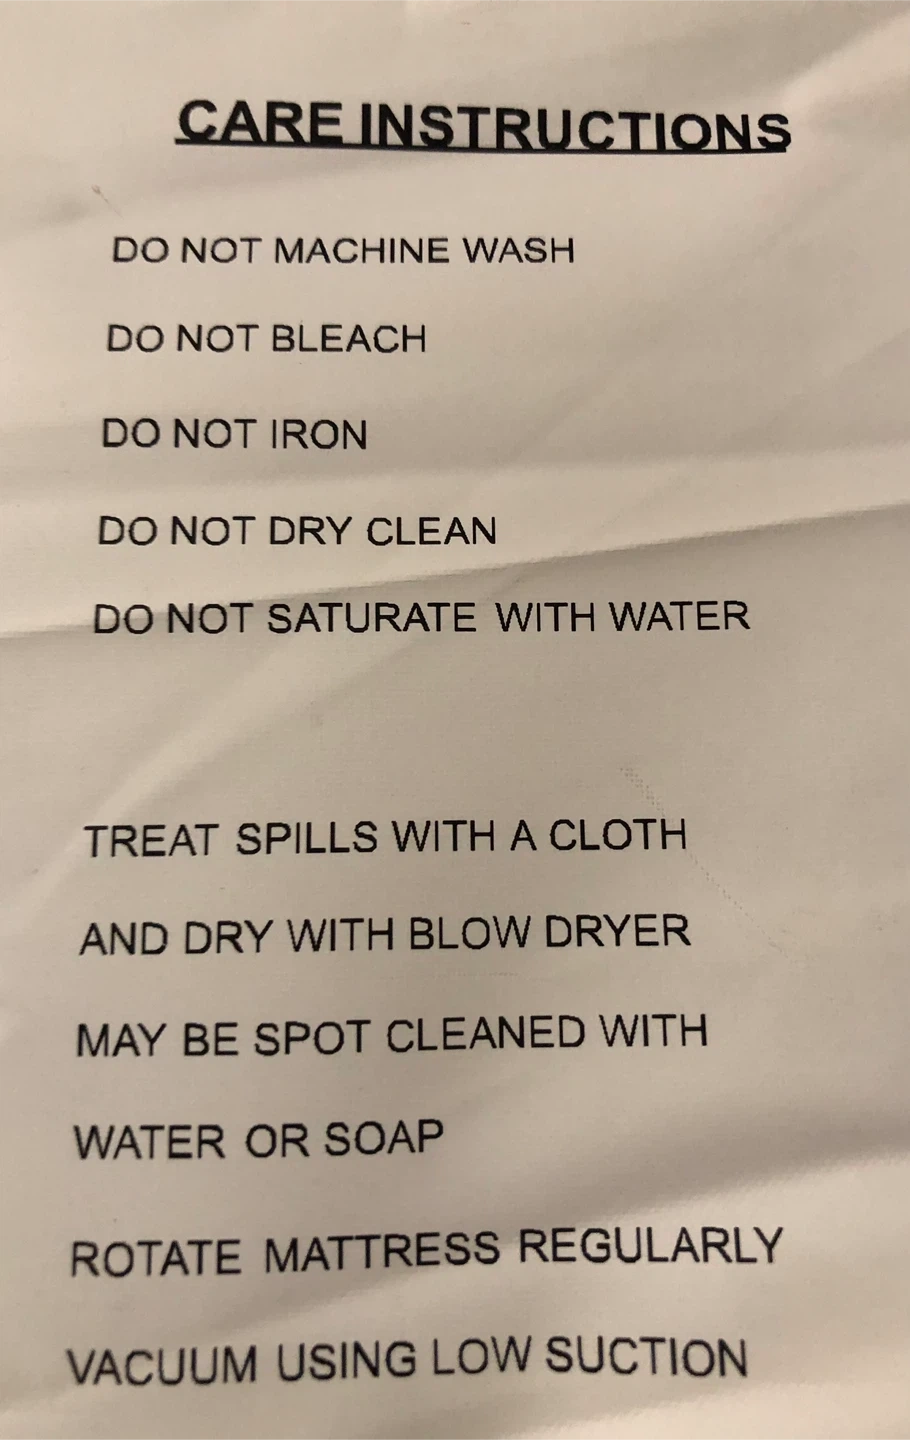 CARE INSTRUCTIONS
DO NOT MACHINE WASH
DO NOT BLEACH
DO NOT IRON
DO NOT DRY CLEAN
DO NOT SATURATE WITH WATER
TREAT SPILLS WITH A CLOTH
AND DRY WITH BLOW DRYER
MAY BE SPOT CLEANED WITH
WATER OR SOAP
ROTATE MATTRESS REGULARLY
VACUUM USING LOW SUCTION